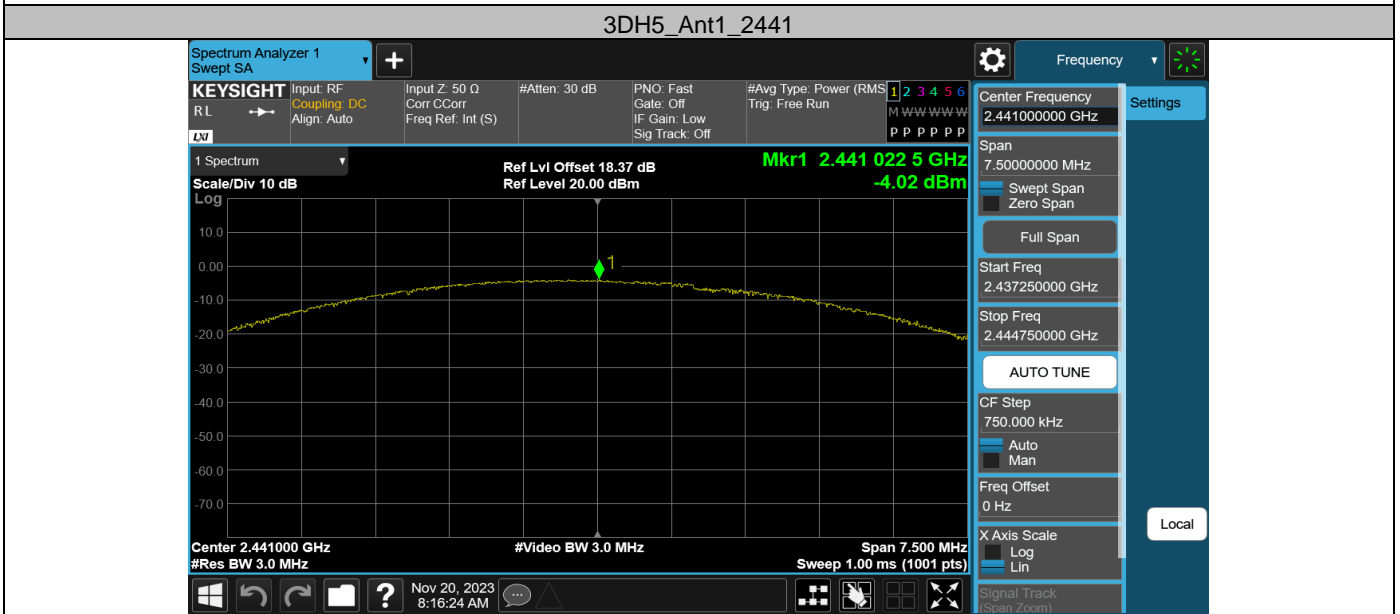 3DH5_Ant1_2441
Spectrum Analyzer 1
Swept SA
Frequency
KEYSIGHT
RL
LXI
Input: RF
Coupling: DC
Align: Auto
Input Z: 50 Ω
Corr CCorr
Freq Ref: Int (S)
#Atten: 30 dB
PNO: Fast
Gate: Off
IF Gain: Low
Sig Track: Off
#Avg Type: Power (RMS
Trig: Free Run
1 2 3 4 5 6
M W W W W W
P P P P P P
1 Spectrum
Scale/Div 10 dB
Ref Lvl Offset 18.37 dB
Ref Level 20.00 dBm
Mkr1 2.441 022 5 GHz
-4.02 dBm
Log
10.0
0.00
-10.0
-20.0
-30.0
-40.0
-50.0
-60.0
-70.0
1
Center 2.441000 GHz
#Res BW 3.0 MHz
#Video BW 3.0 MHz
Span 7.500 MHz
Sweep 1.00 ms (1001 pts)
Nov 20, 2023
8:16:24 AM
Center Frequency
2.441000000 GHz
Span
7.50000000 MHz
Swept Span
Zero Span
Full Span
Start Freq
2.437250000 GHz
Stop Freq
2.444750000 GHz
AUTO TUNE
CF Step
750.000 kHz
Auto
Man
Freq Offset
0 Hz
X Axis Scale
Log
Lin
Signal Track
(Span Zoom)
Settings
Local